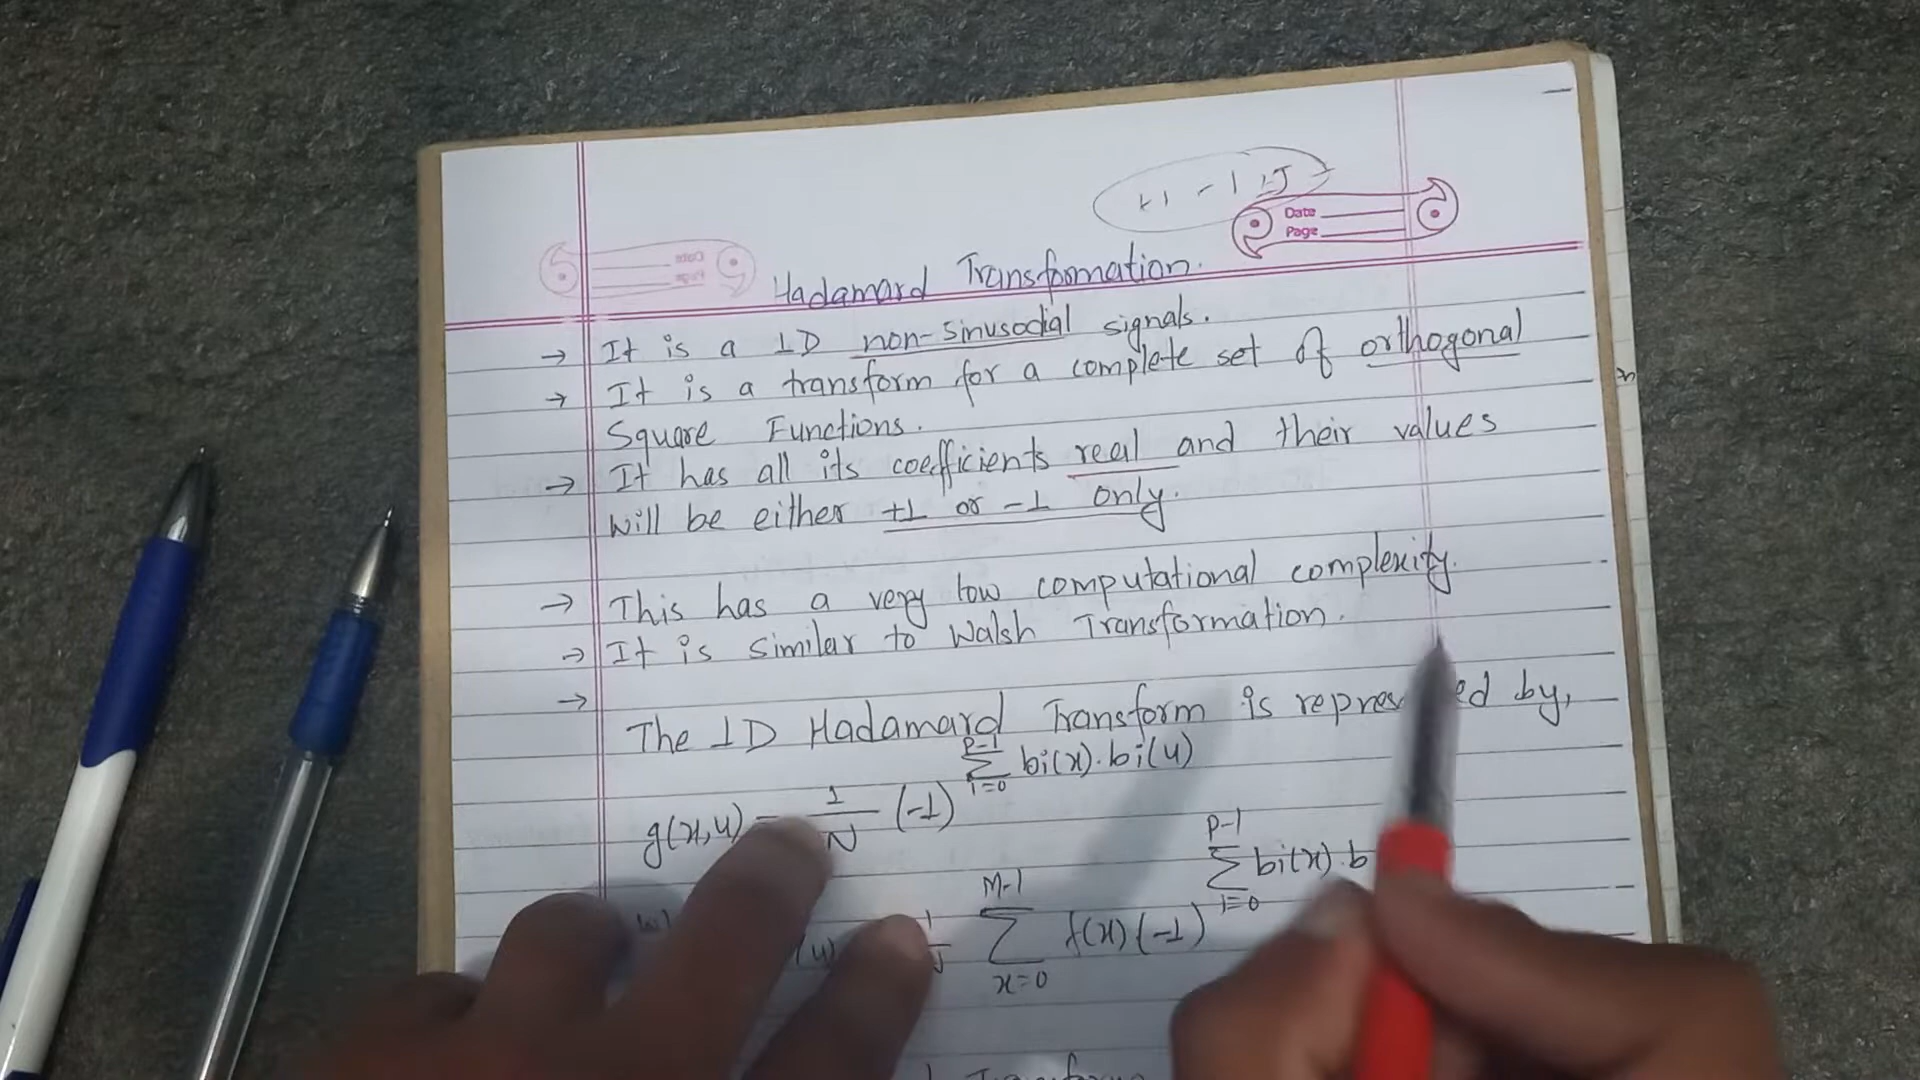 +1 -1
Date
Page
Hadamard Transformation.
→ It is a 1D non-sinusodial signals.
→ It is a transform for a complete set of orthogonal
Square Functions.
→ It has all its coefficients real and their values
will be either +1 or -1 only.
→ This has a very low computational complexity.
→ It is similar to Walsh Transformation.
→
The 1D Hadamard Transform is represed by,
g(x,u) = 1/N (-1)^{P-1 Σ i=0 bi(x).bi(u)}
(u) 1 M-1 Σ x=0 f(x) (-1)^{P-1 Σ i=0 bi(x).b}